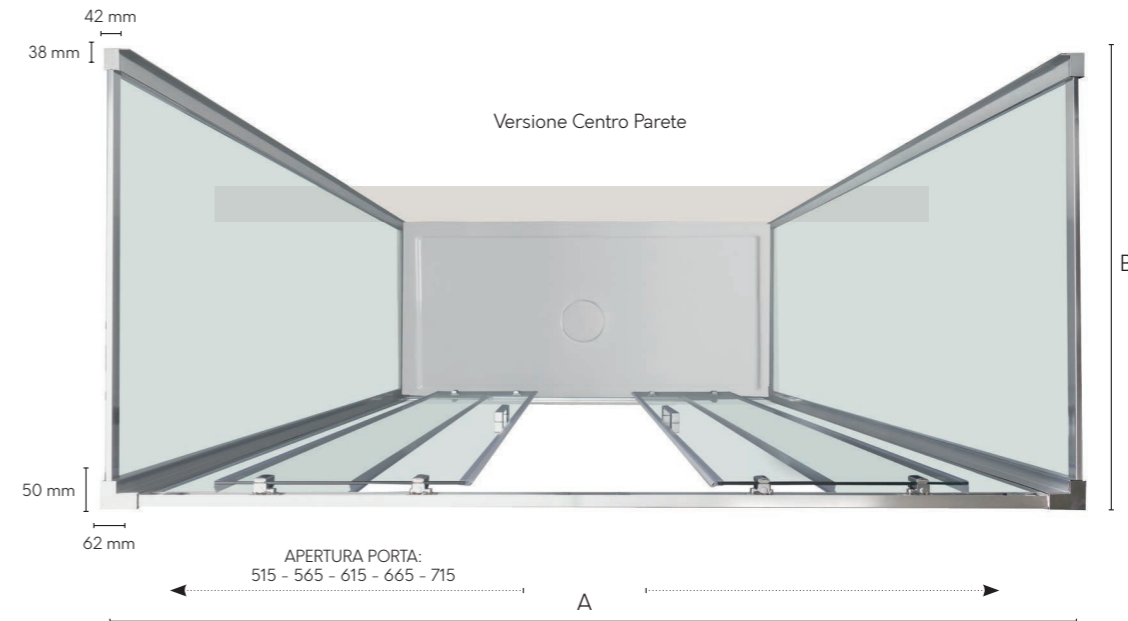 42 mm
38 mm
Versione Centro Parete
B
50 mm
62 mm
APERTURA PORTA:
515 - 565 - 615 - 665 - 715
A